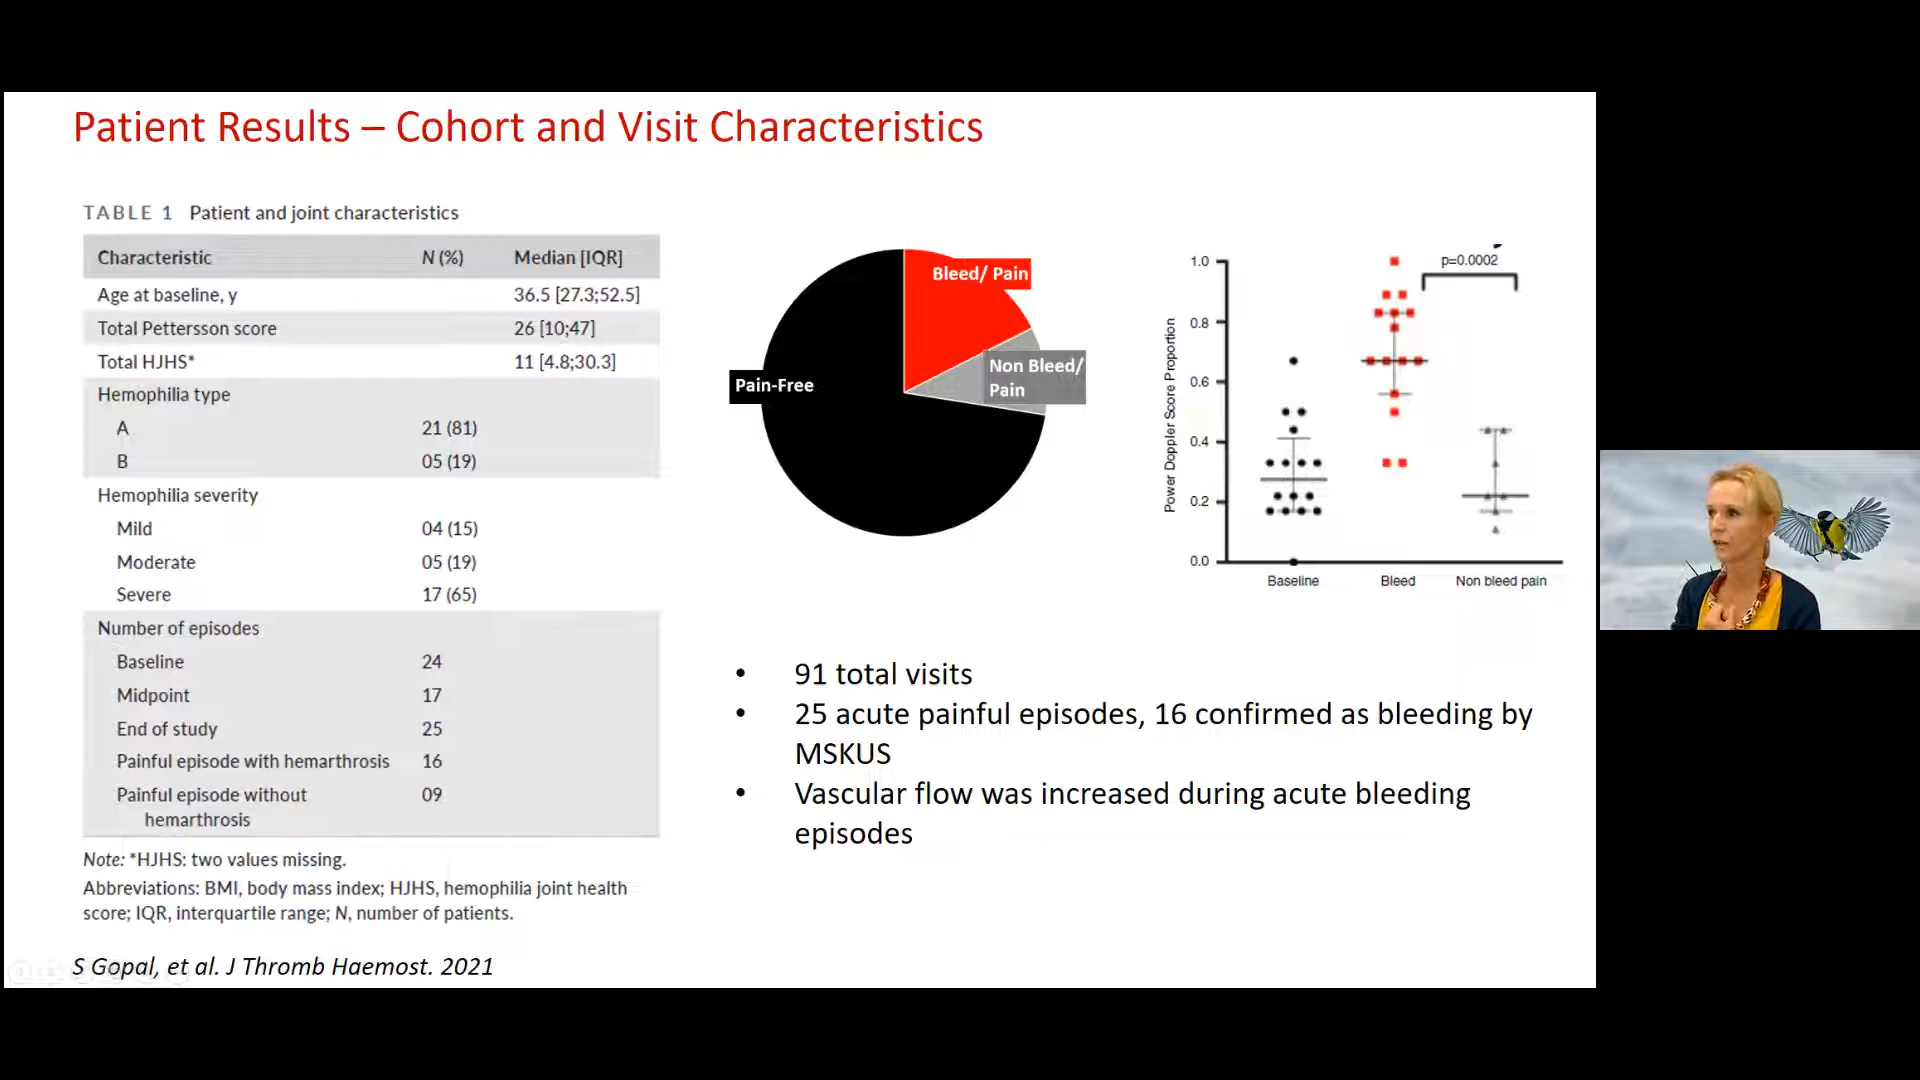 Patient Results – Cohort and Visit Characteristics
TABLE 1 Patient and joint characteristics
Characteristic N (%) Median [IQR]
Age at baseline, y 36.5 [27.3;52.5]
Total Pettersson score 26 [10;47]
Total HJHS* 11 [4.8;30.3]
Hemophilia type
A 21 (81)
B 05 (19)
Hemophilia severity
Mild 04 (15)
Moderate 05 (19)
Severe 17 (65)
Number of episodes
Baseline 24
Midpoint 17
End of study 25
Painful episode with hemarthrosis 16
Painful episode without 09
hemarthrosis
Note: *HJHS: two values missing.
Abbreviations: BMI, body mass index; HJHS, hemophilia joint health
score; IQR, interquartile range; N, number of patients.
S Gopal, et al. J Thromb Haemost. 2021
Bleed/ Pain
Non Bleed/
Pain
Pain-Free
p=0.0002
Power Doppler Score Proportion
1.0
0.8
0.6
0.4
0.2
0.0
Baseline Bleed Non bleed pain
• 91 total visits
• 25 acute painful episodes, 16 confirmed as bleeding by
MSKUS
• Vascular flow was increased during acute bleeding
episodes